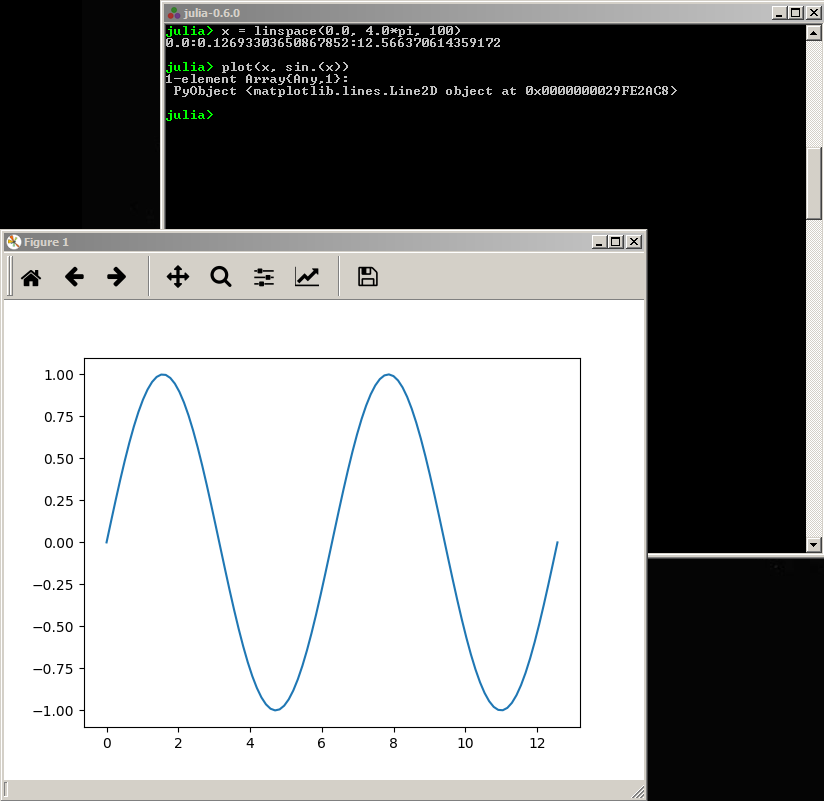 julia-0.6.0
julia> x = linspace(0.0, 4.0*pi, 100)
0.0:0.12693303650867852:12.566370614359172
julia> plot(x, sin.(x))
1-element Array{Any,1}:
 PyObject <matplotlib.lines.Line2D object at 0x0000000029FE2AC8>
julia>
Figure 1
1.00
0.75
0.50
0.25
0.00
−0.25
−0.50
−0.75
−1.00
0 2 4 6 8 10 12